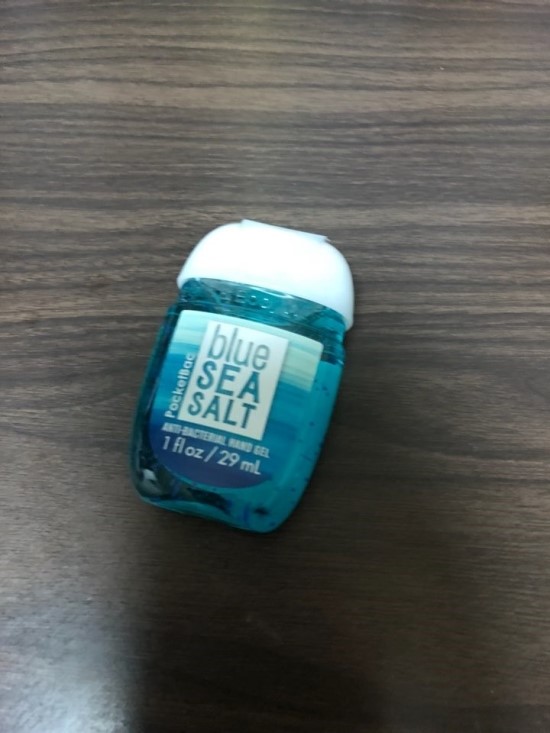 blue
SEA
SALT
PocketBac
ANTI-BACTERIAL HAND GEL
1 fl oz / 29 mL